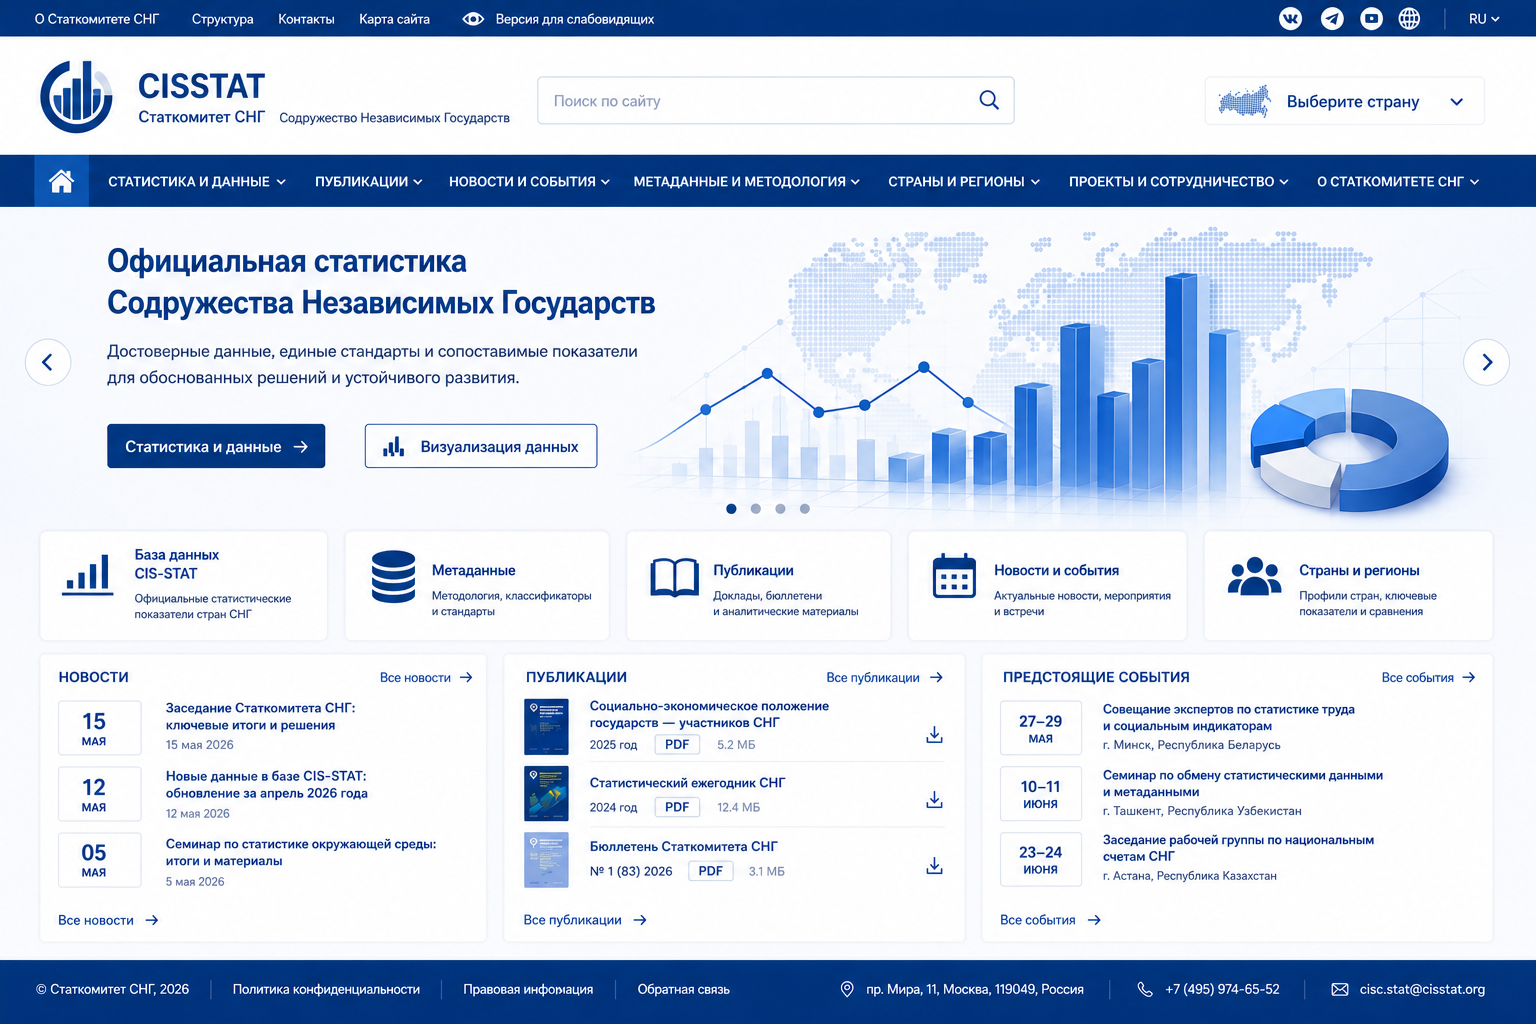 О Статкомитете СНГ
Структура
Контакты
Карта сайта
Версия для слабовидящих
RU
CISSTAT
Статкомитет СНГ
Содружество Независимых Государств
Поиск по сайту
Выберите страну
СТАТИСТИКА И ДАННЫЕ
ПУБЛИКАЦИИ
НОВОСТИ И СОБЫТИЯ
МЕТАДАННЫЕ И МЕТОДОЛОГИЯ
СТРАНЫ И РЕГИОНЫ
ПРОЕКТЫ И СОТРУДНИЧЕСТВО
О СТАТКОМИТЕТЕ СНГ
Официальная статистика
Содружества Независимых Государств
Достоверные данные, единые стандарты и сопоставимые показатели
для обоснованных решений и устойчивого развития.
Статистика и данные
Визуализация данных
База данных
CIS-STAT
Официальные статистические
показатели стран СНГ
Метаданные
Методология, классификаторы
и стандарты
Публикации
Доклады, бюллетени
и аналитические материалы
Новости и события
Актуальные новости, мероприятия
и встречи
Страны и регионы
Профили стран, ключевые
показатели и сравнения
НОВОСТИ
Все новости
15
МАЯ
Заседание Статкомитета СНГ:
ключевые итоги и решения
15 мая 2026
12
МАЯ
Новые данные в базе CIS-STAT:
обновление за апрель 2026 года
12 мая 2026
05
МАЯ
Семинар по статистике окружающей среды:
итоги и материалы
5 мая 2026
Все новости
ПУБЛИКАЦИИ
Все публикации
Социально-экономическое положение
государств — участников СНГ
2025 год
PDF
5.2 МБ
Статистический ежегодник СНГ
2024 год
PDF
12.4 МБ
Бюллетень Статкомитета СНГ
№ 1 (83) 2026
PDF
3.1 МБ
Все публикации
ПРЕДСТОЯЩИЕ СОБЫТИЯ
Все события
27–29
МАЯ
Совещание экспертов по статистике труда
и социальным индикаторам
г. Минск, Республика Беларусь
10–11
ИЮНЯ
Семинар по обмену статистическими данными
и метаданными
г. Ташкент, Республика Узбекистан
23–24
ИЮНЯ
Заседание рабочей группы по национальным
счетам СНГ
г. Астана, Республика Казахстан
Все события
© Статкомитет СНГ, 2026
Политика конфиденциальности
Правовая информация
Обратная связь
пр. Мира, 11, Москва, 119049, Россия
+7 (495) 974-65-52
cisc.stat@cisstat.org